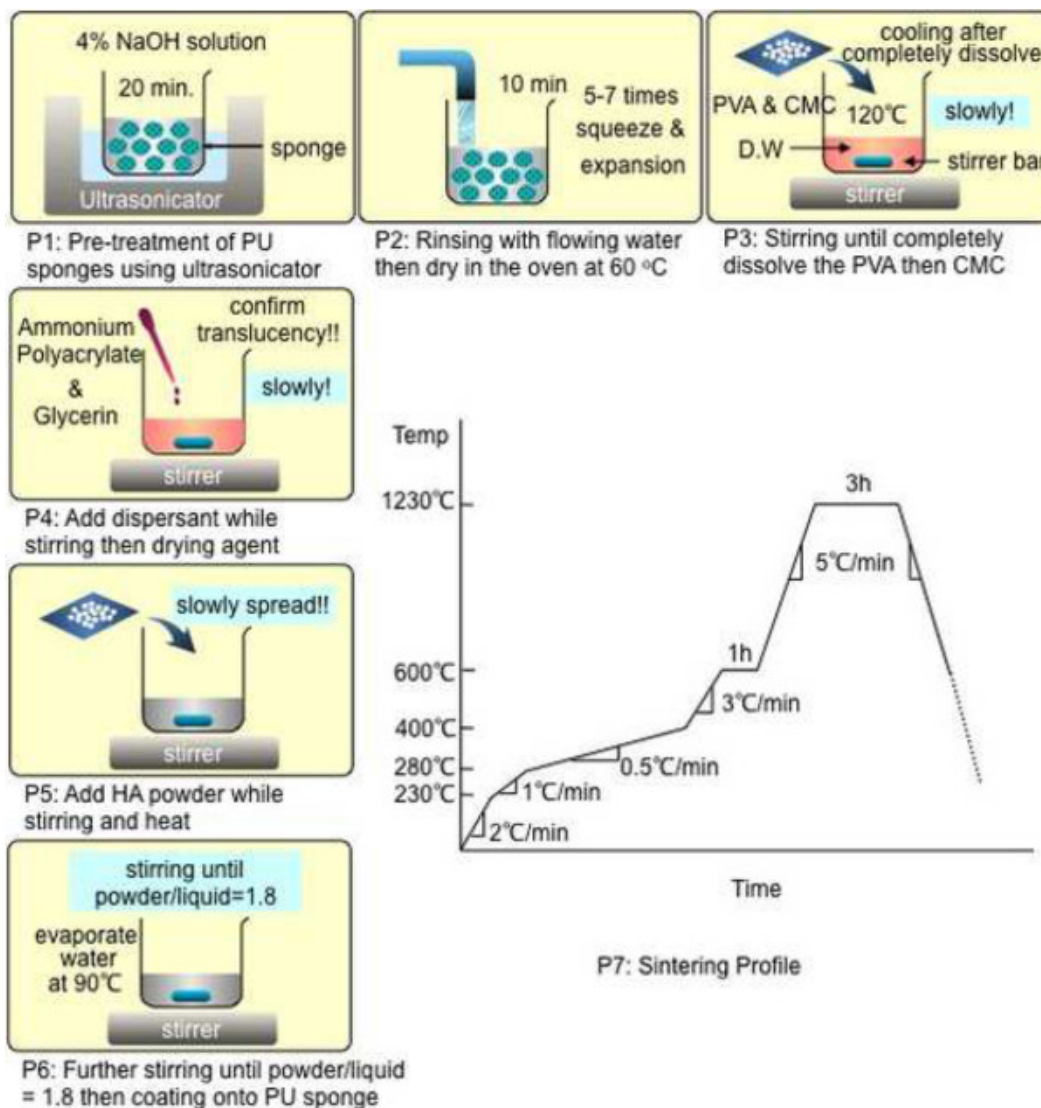 4% NaOH solution
20 min.
sponge
Ultrasonicator
P1: Pre-treatment of PU
sponges using ultrasonicator
10 min
5-7 times
squeeze &
expansion
P2: Rinsing with flowing water
then dry in the oven at 60 °C
cooling after
completely dissolve
PVA & CMC
120℃
slowly!
D.W
stirrer bar
stirrer
P3: Stirring until completely
dissolve the PVA then CMC
Ammonium
Polyacrylate
&
Glycerin
confirm
translucency!!
slowly!
stirrer
P4: Add dispersant while
stirring then drying agent
slowly spread!!
stirrer
P5: Add HA powder while
stirring and heat
stirring until
powder/liquid=1.8
evaporate
water
at 90℃
stirrer
P6: Further stirring until powder/liquid
= 1.8 then coating onto PU sponge
Temp
1230℃
600℃
400℃
280℃
230℃
3h
5℃/min
1h
3℃/min
0.5℃/min
1℃/min
2℃/min
Time
P7: Sintering Profile